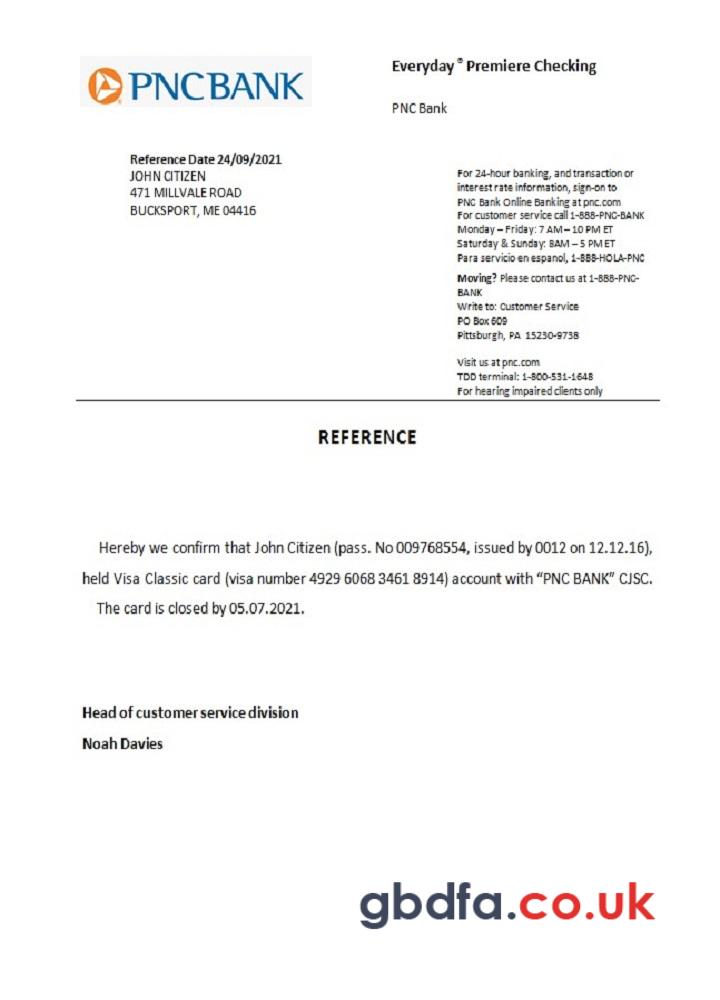 PNCBANK
Everyday ® Premiere Checking
PNC Bank
Reference Date 24/09/2021
JOHN CITIZEN
471 MILLVALE ROAD
BUCKSPORT, ME 04416
For 24-hour banking, and transaction or
interest rate information, sign-on to
PNC Bank Online Banking at pnc.com
For customer service call 1-888-PNC-BANK
Monday – Friday: 7 AM – 10 PM ET
Saturday & Sunday: 8AM – 5 PM ET
Para servicio en espanol, 1-888-HOLA-PNC
Moving? Please contact us at 1-888-PNC-
BANK
Write to: Customer Service
PO Box 609
Pittsburgh, PA 15230-9738
Visit us at pnc.com
TDD terminal: 1-800-531-1648
For hearing impaired clients only
REFERENCE
Hereby we confirm that John Citizen (pass. No 009768554, issued by 0012 on 12.12.16),
held Visa Classic card (visa number 4929 6068 3461 8914) account with “PNC BANK” CJSC.
The card is closed by 05.07.2021.
Head of customer service division
Noah Davies
gbdfa.co.uk